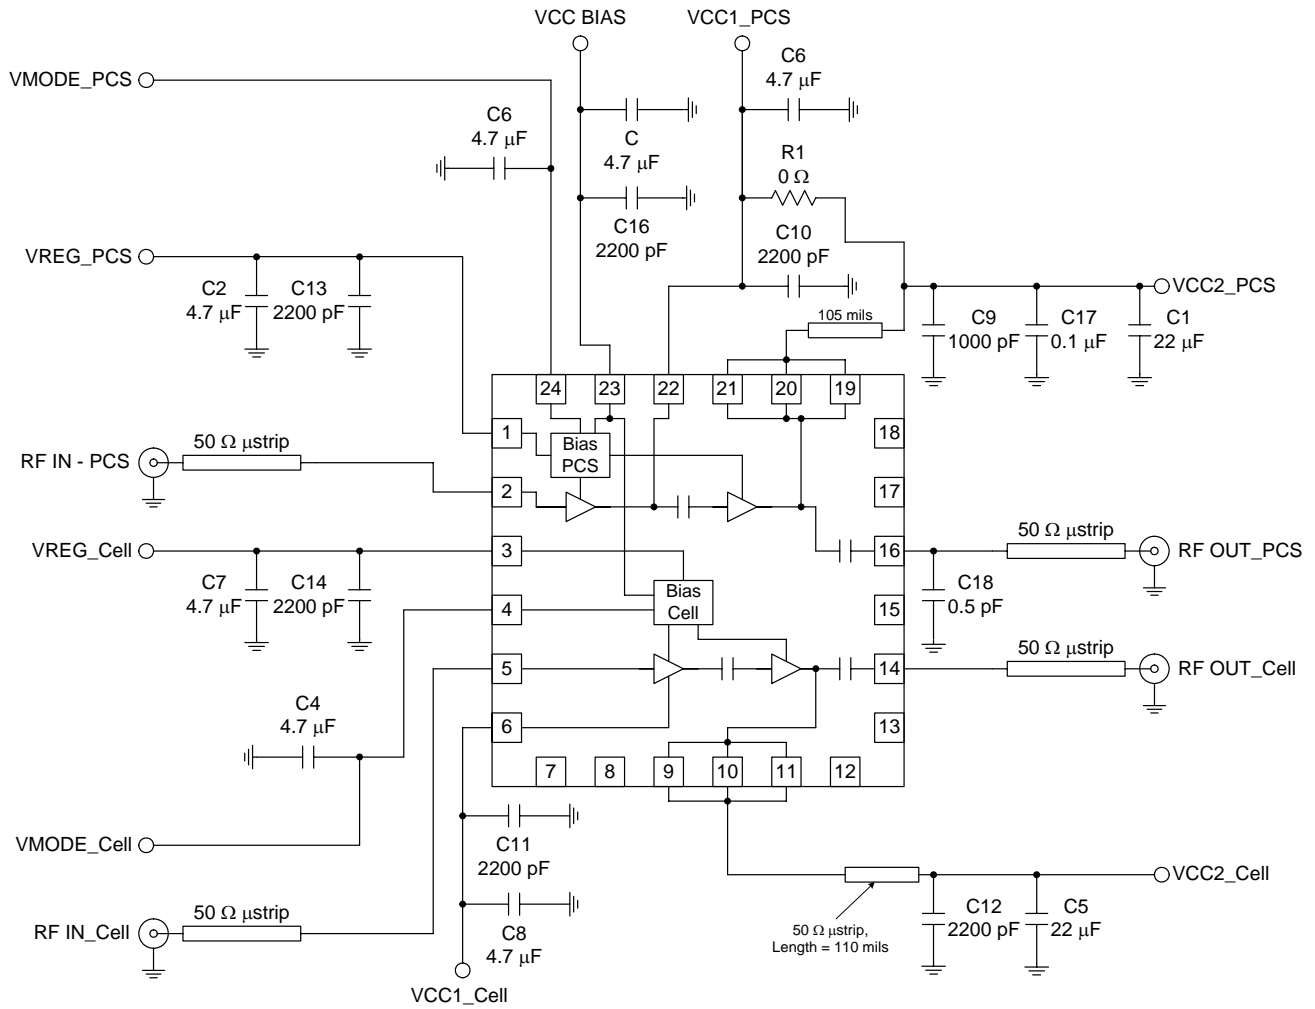 VCC BIAS
VCC1_PCS
VMODE_PCS
C6
4.7 μF
C6
4.7 μF
C
4.7 μF
R1
0 Ω
C16
2200 pF
C10
2200 pF
VREG_PCS
C2
4.7 μF
C13
2200 pF
VCC2_PCS
105 mils
C9
1000 pF
C17
0.1 μF
C1
22 μF
24
23
22
21
20
19
1
18
Bias
PCS
RF IN - PCS
50 Ω μstrip
2
17
VREG_Cell
3
16
50 Ω μstrip
RF OUT_PCS
C7
4.7 μF
C14
2200 pF
C18
0.5 pF
4
Bias
Cell
15
5
14
50 Ω μstrip
RF OUT_Cell
C4
4.7 μF
6
13
7
8
9
10
11
12
VMODE_Cell
C11
2200 pF
VCC2_Cell
RF IN_Cell
50 Ω μstrip
C8
4.7 μF
50 Ω μstrip,
Length = 110 mils
C12
2200 pF
C5
22 μF
VCC1_Cell